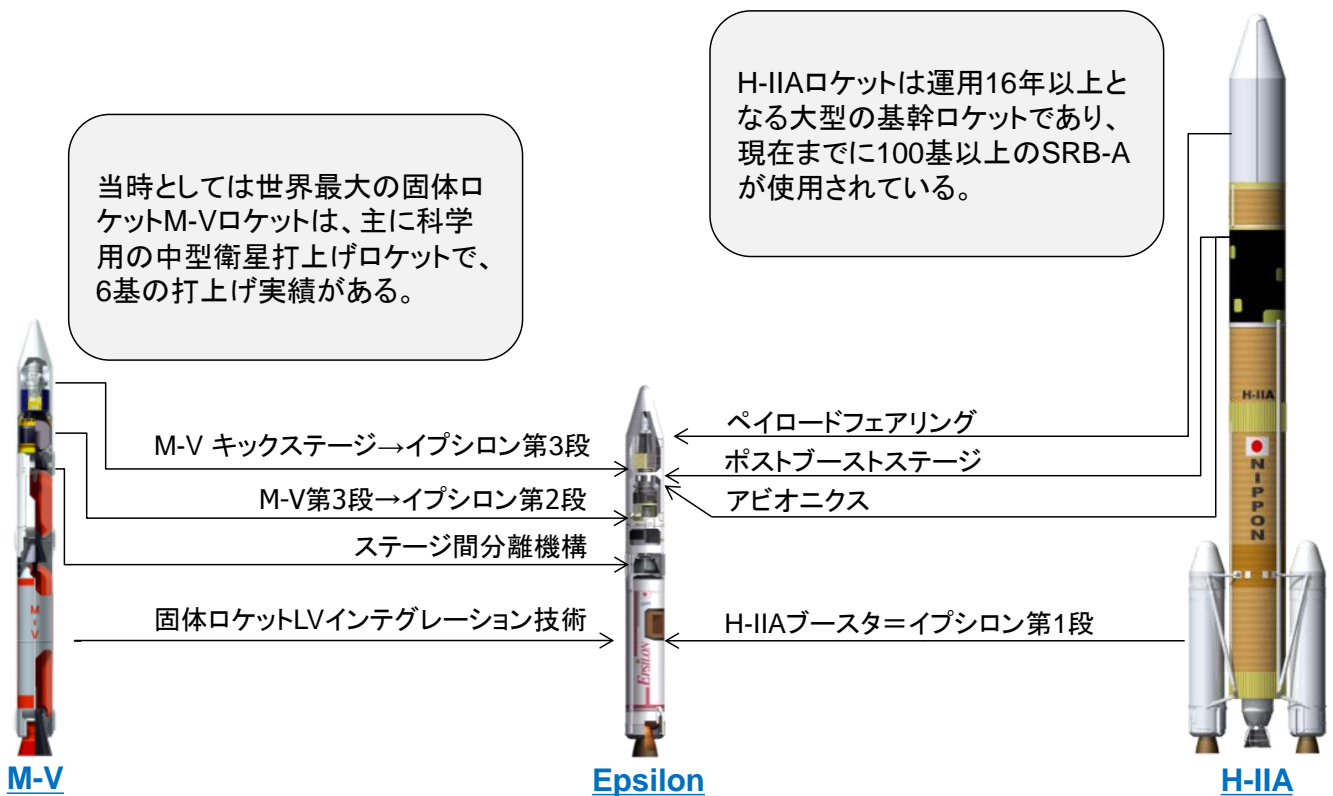 H-IIAロケットは運用16年以上と
なる大型の基幹ロケットであり、
現在までに100基以上のSRB-A
が使用されている。
当時としては世界最大の固体ロ
ケットM-Vロケットは、主に科学
用の中型衛星打上げロケットで、
6基の打上げ実績がある。
M-V キックステージ→イプシロン第3段
M-V第3段→イプシロン第2段
ステージ間分離機構
固体ロケットLVインテグレーション技術
ペイロードフェアリング
ポストブーストステージ
アビオニクス
H-IIAブースタ＝イプシロン第1段
M-V
EPSILON
H-IIA
NIPPON
M-V
Epsilon
H-IIA